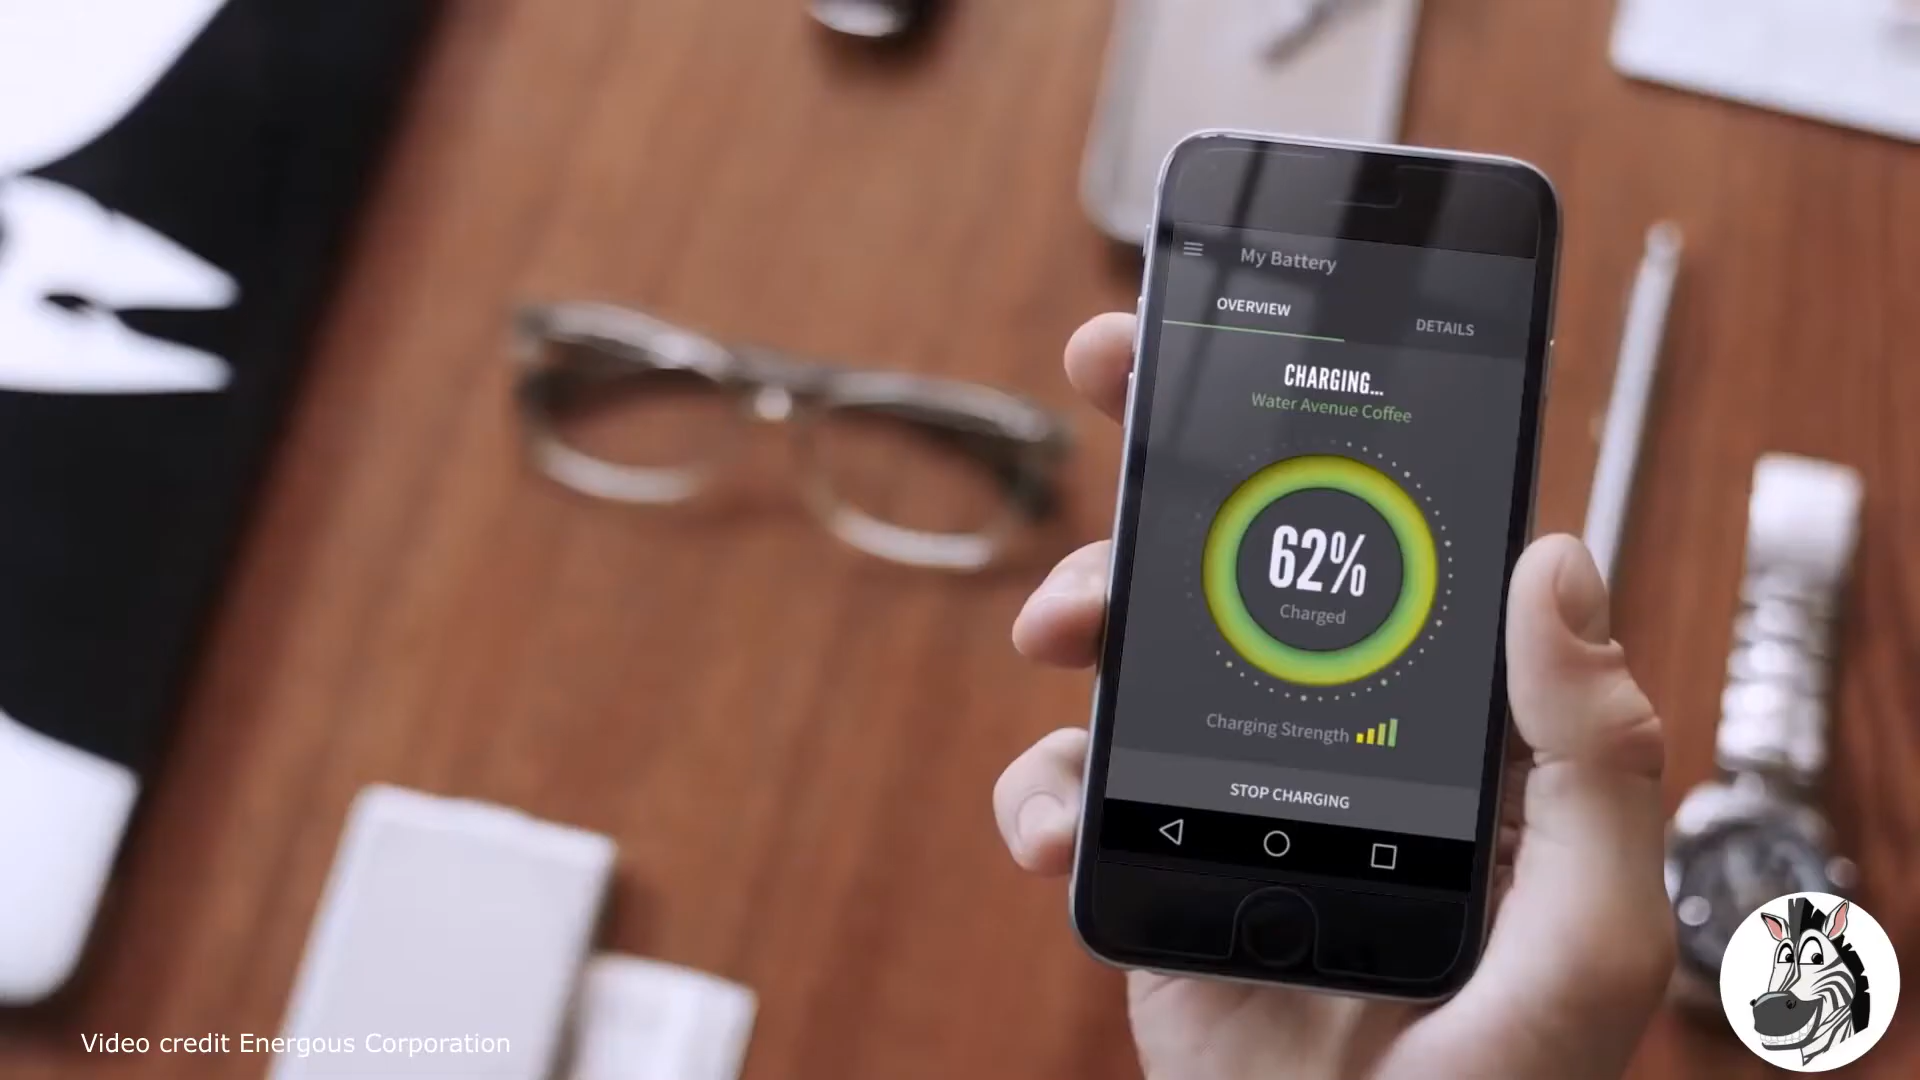 My Battery
OVERVIEW
DETAILS
CHARGING...
Water Avenue Coffee
62%
Charged
Charging Strength
STOP CHARGING
Video credit Energous Corporation